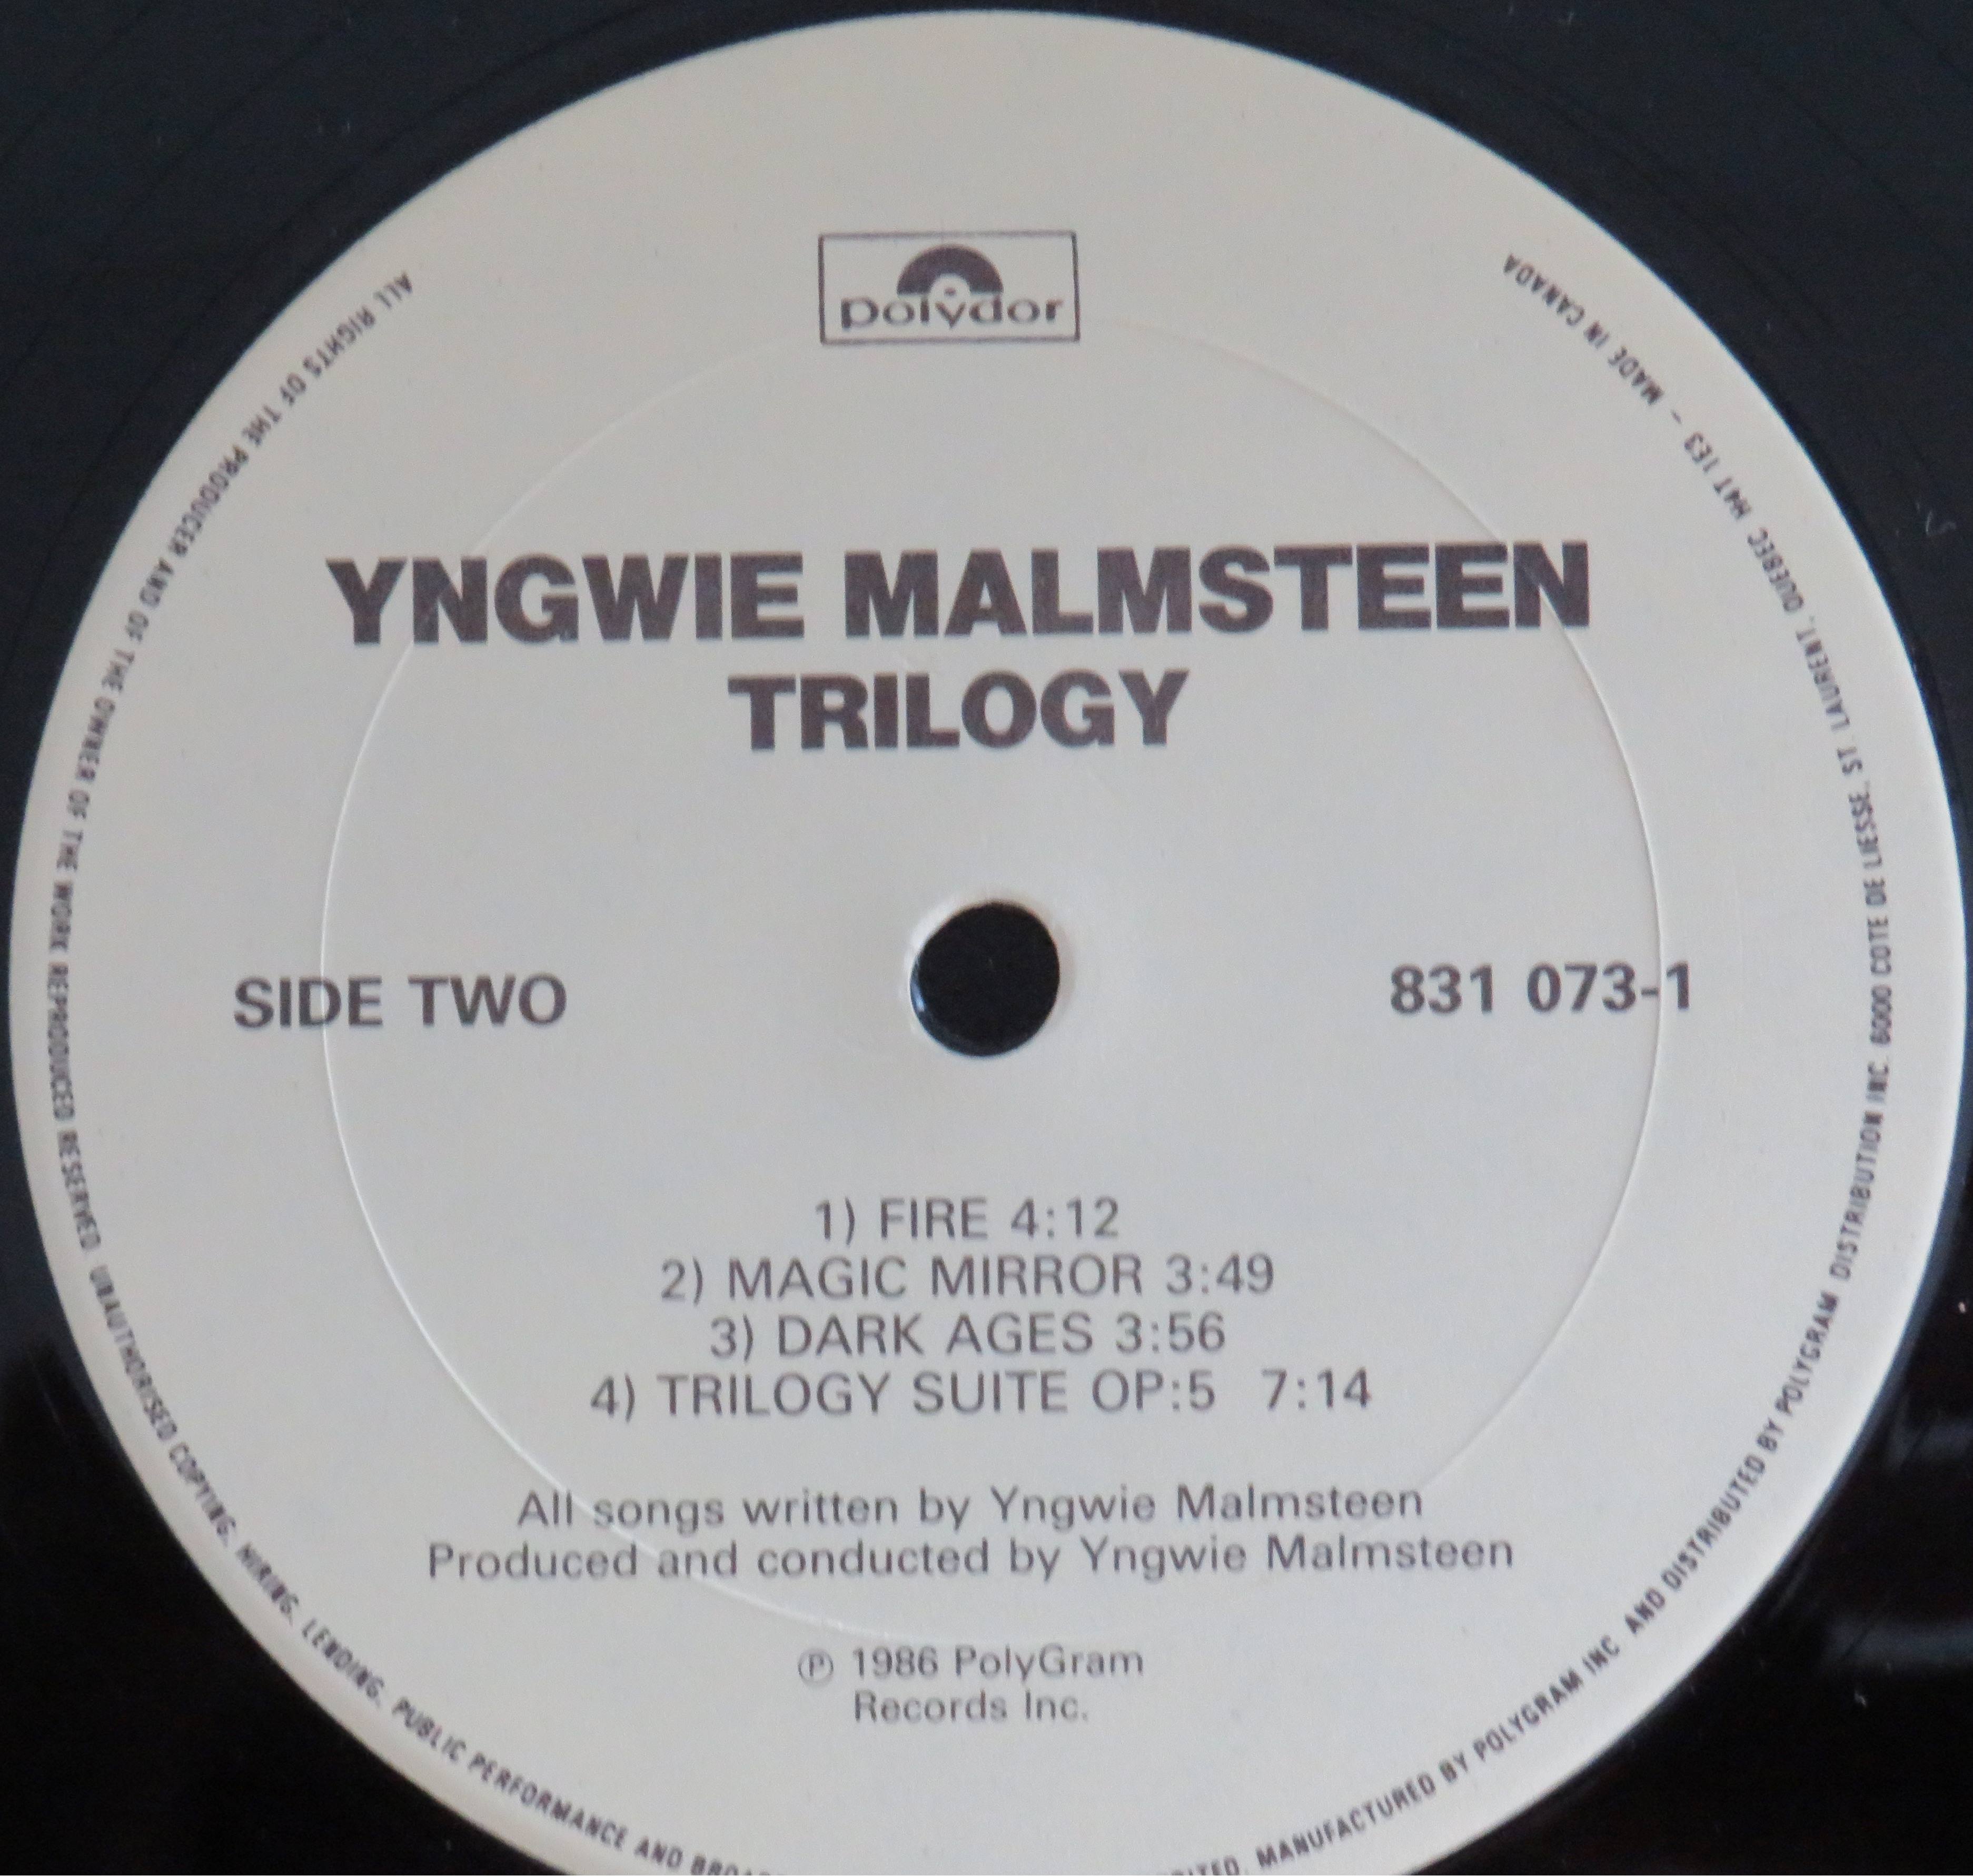 polydor
YNGWIE MALMSTEEN
TRILOGY
SIDE TWO
831 073-1
1) FIRE 4:12
2) MAGIC MIRROR 3:49
3) DARK AGES 3:56
4) TRILOGY SUITE OP:5 7:14
All songs written by Yngwie Malmsteen
Produced and conducted by Yngwie Malmsteen
℗ 1986 PolyGram
Records Inc.
ALL RIGHTS OF THE PRODUCER AND OF THE OWNER OF THE WORK REPRODUCED RESERVED. UNAUTHORISED COPYING, HIRING, LENDING, PUBLIC PERFORMANCE AND
MANUFACTURED BY POLYGRAM INC. AND DISTRIBUTED BY POLYGRAM DISTRIBUTION INC. 6000 COTE DE LIESSE, ST. LAURENT, QUEBEC H4T 1E3 - MADE IN CANADA